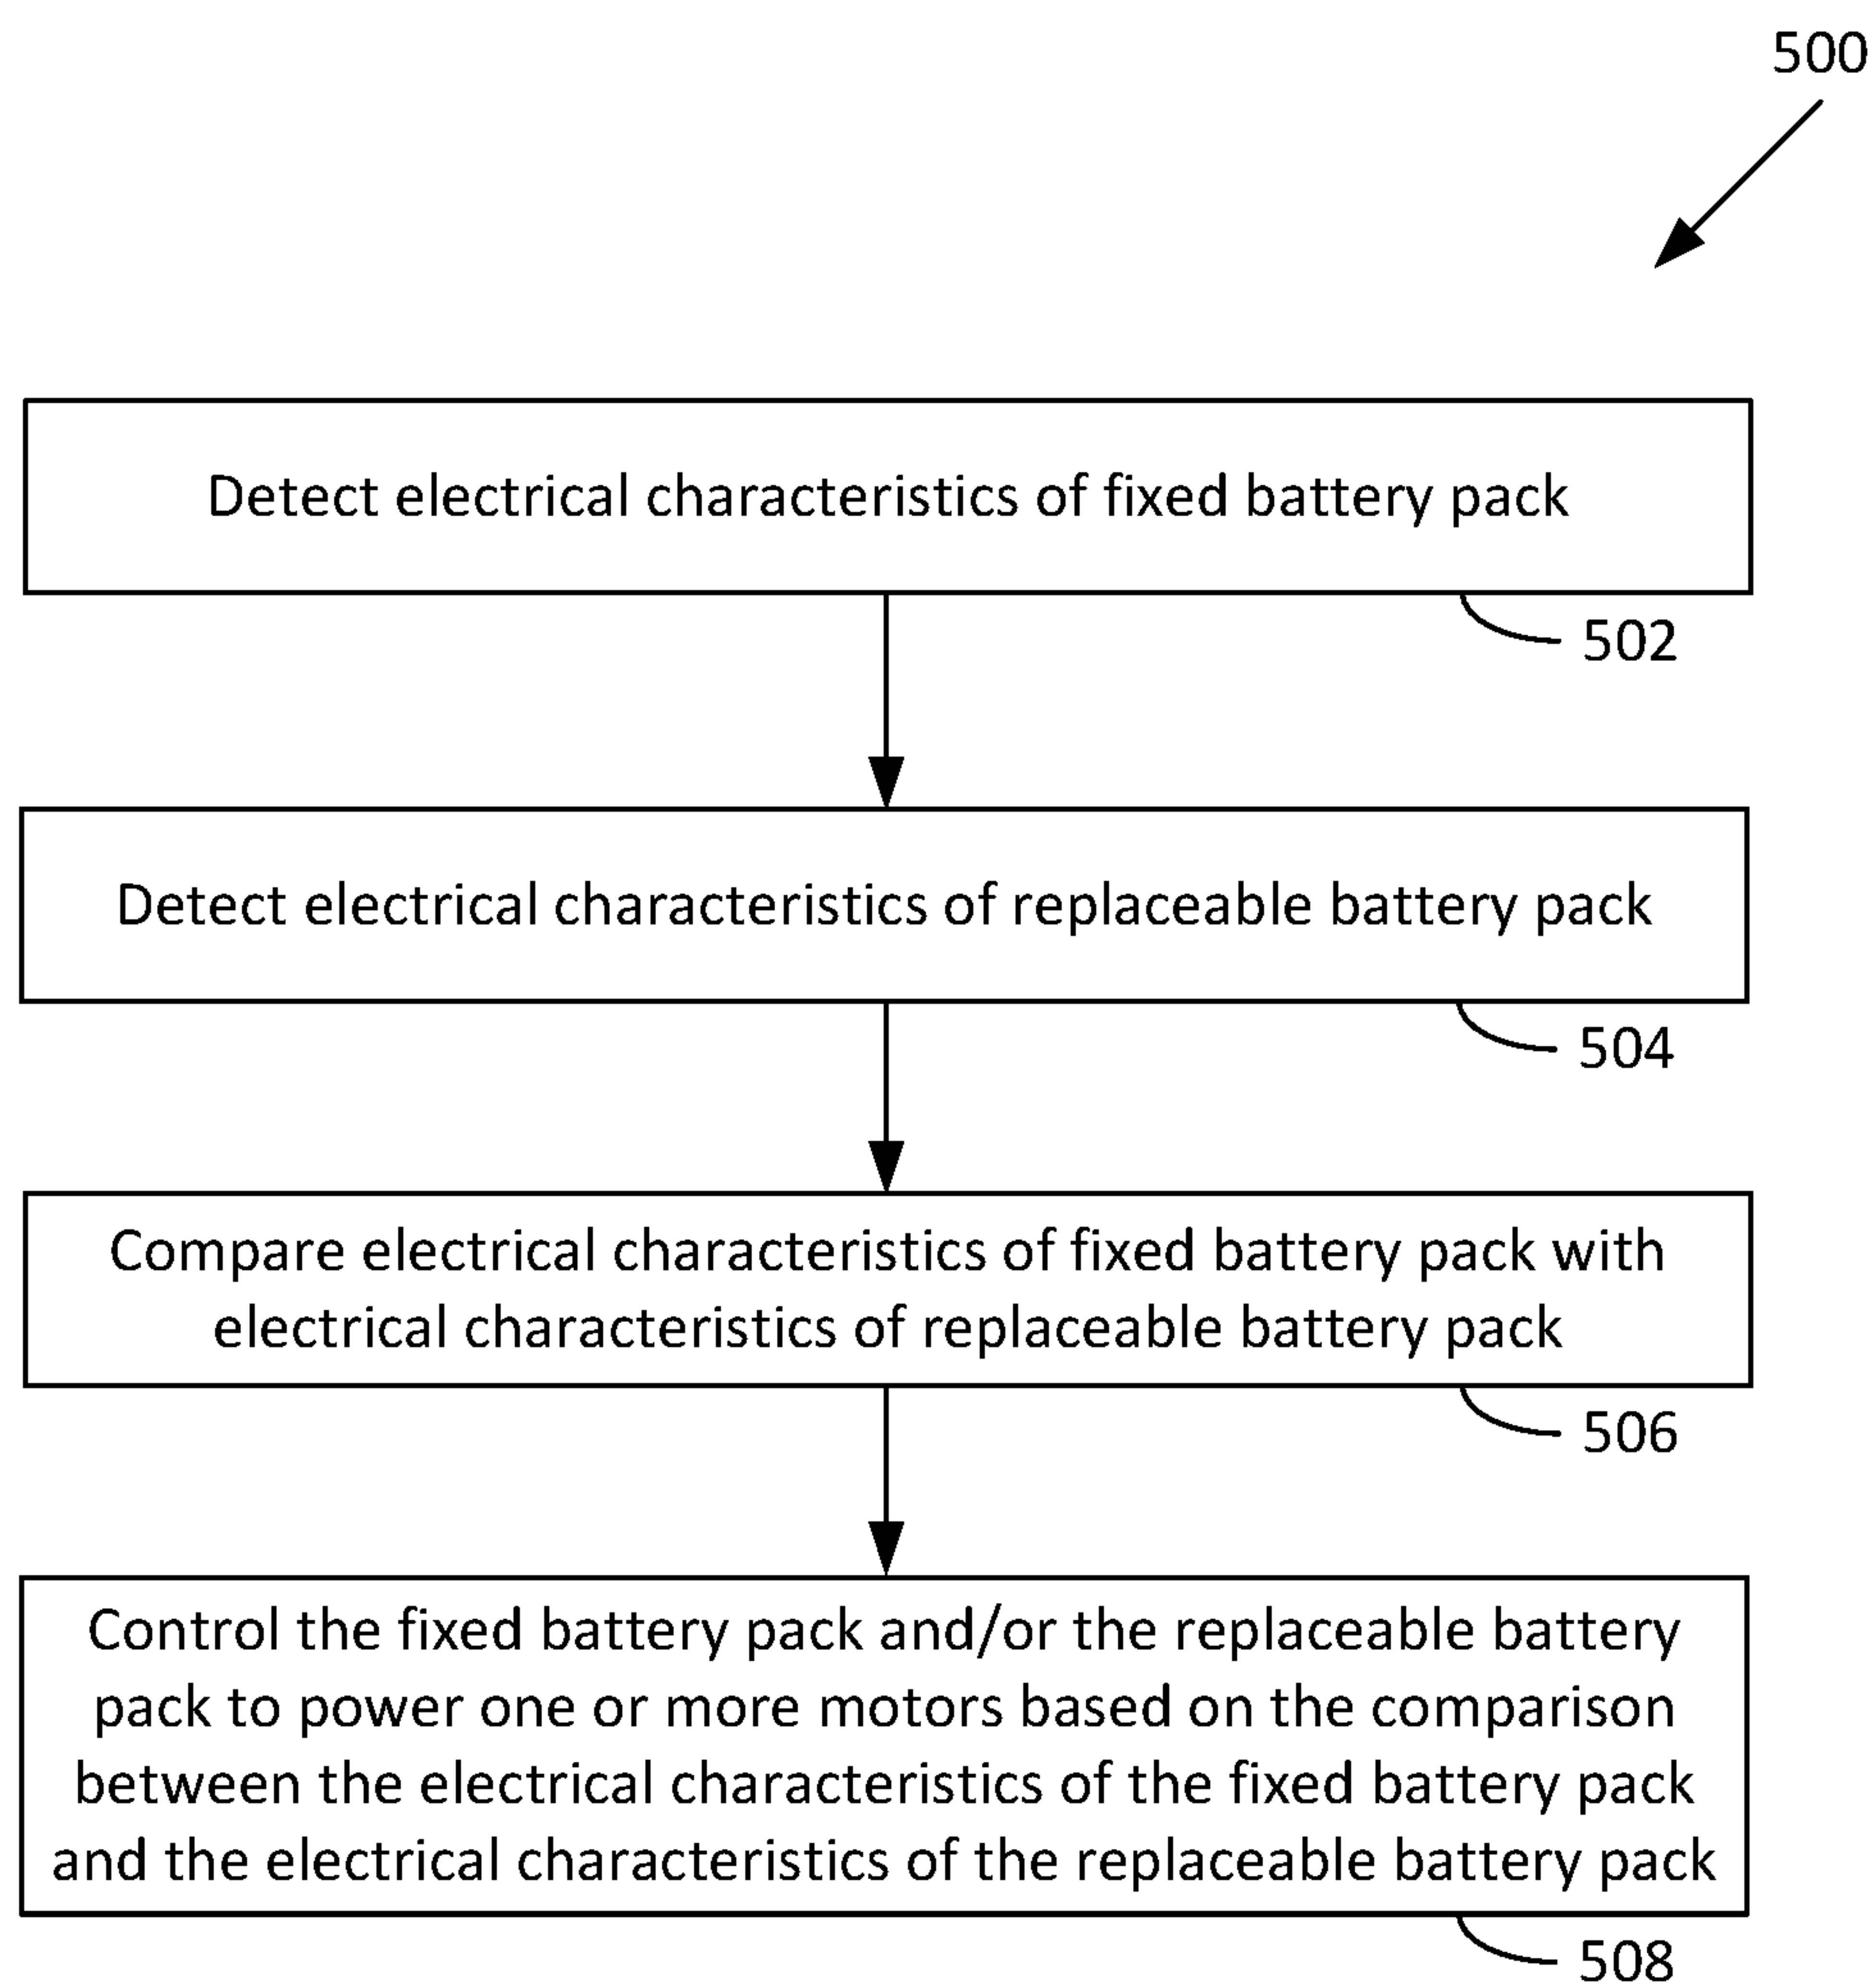 500
Detect electrical characteristics of fixed battery pack
502
Detect electrical characteristics of replaceable battery pack
504
Compare electrical characteristics of fixed battery pack with
electrical characteristics of replaceable battery pack
506
Control the fixed battery pack and/or the replaceable battery
pack to power one or more motors based on the comparison
between the electrical characteristics of the fixed battery pack
and the electrical characteristics of the replaceable battery pack
508